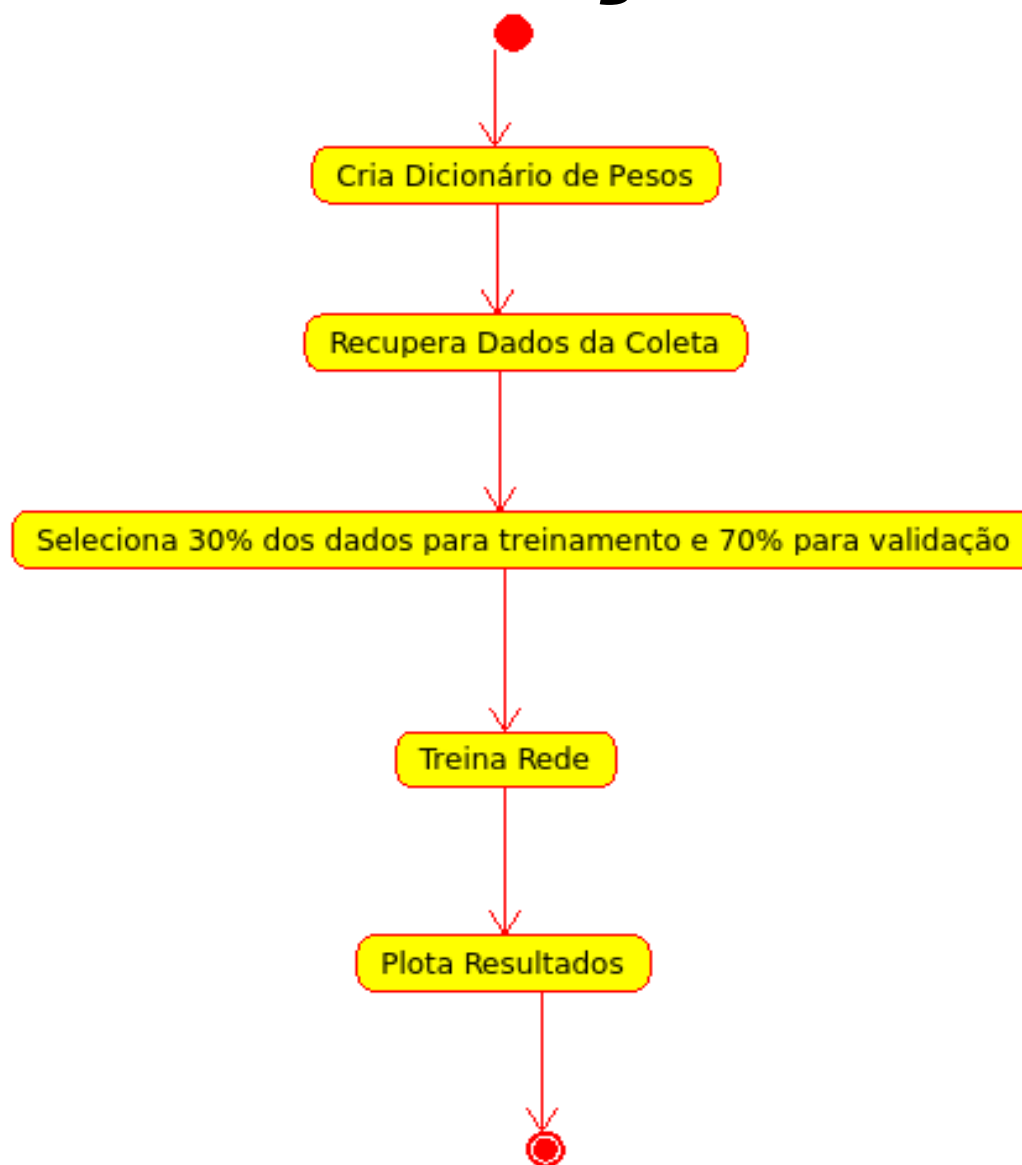 Cria Dicionário de Pesos
Recupera Dados da Coleta
Seleciona 30% dos dados para treinamento e 70% para validação
Treina Rede
Plota Resultados